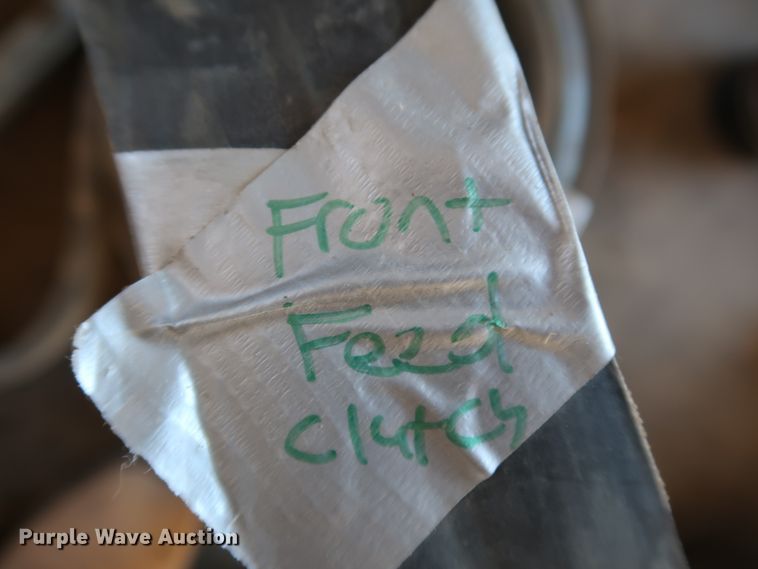 Front
Feed
Clutch
Purple Wave Auction